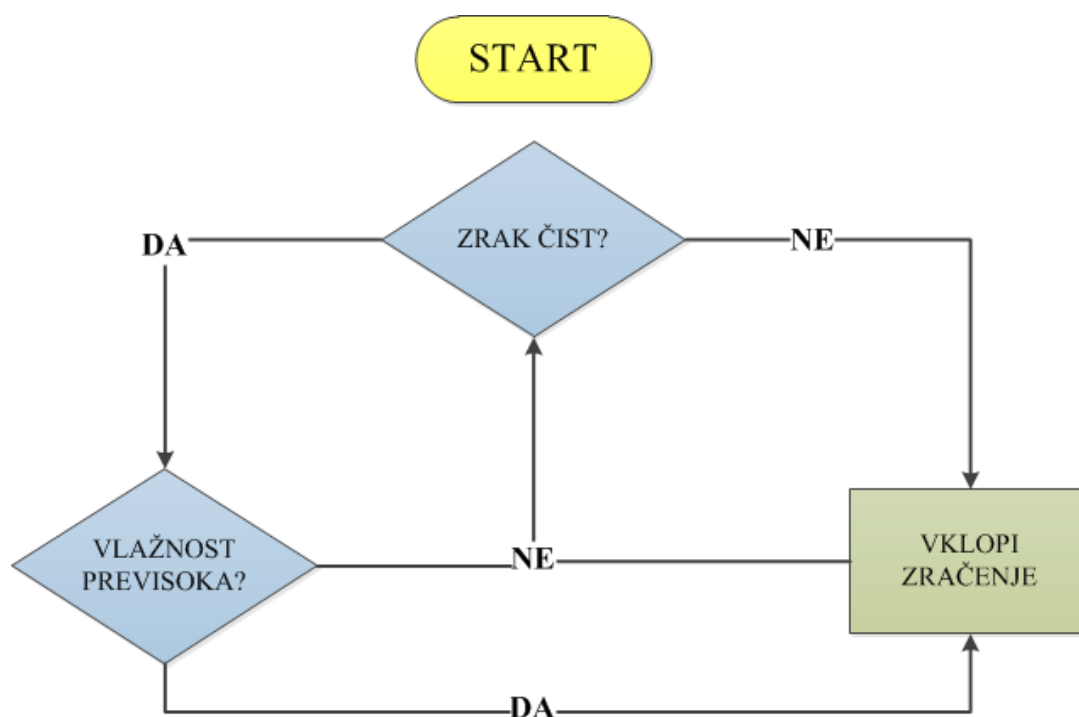 START
ZRAK ČIST?
DA
NE
VLAŽNOST
PREVISOKA?
NE
VKLOPI
ZRAČENJE
DA